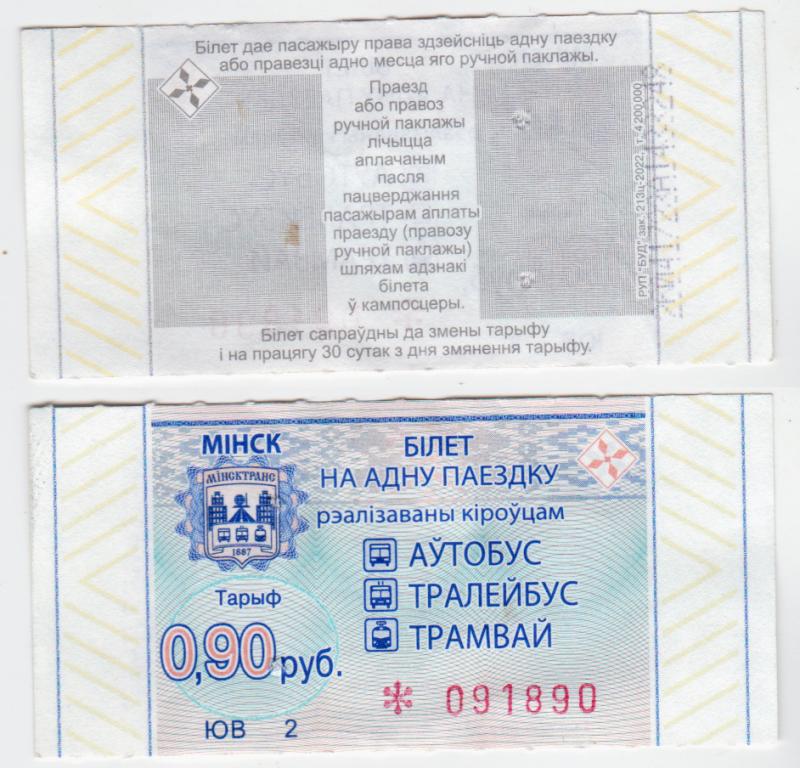 Білет дае пасажыру права здзейсніць адну паездку
або правезці адно месца яго ручной паклажы.
Праезд
або правоз
ручной паклажы
лічыцца
аплачаным
пасля
пацверджання
пасажырам аплаты
праезду (правозу
ручной паклажы)
шляхам адзнакі
білета
ў кампосцеры.
Білет сапраўдны да змены тарыфу
і на працягу 30 сутак з дня змянення тарыфу.
РУП "БУД", зак. 213ц-2022, т. 4 200 000
МІНСК
МІНСКТРАНС
1887
БІЛЕТ
НА АДНУ ПАЕЗДКУ
рэалізаваны кіроўцам
АЎТОБУС
ТРАЛЕЙБУС
ТРАМВАЙ
Тарыф
0,90 руб.
* 091890
ЮВ 2